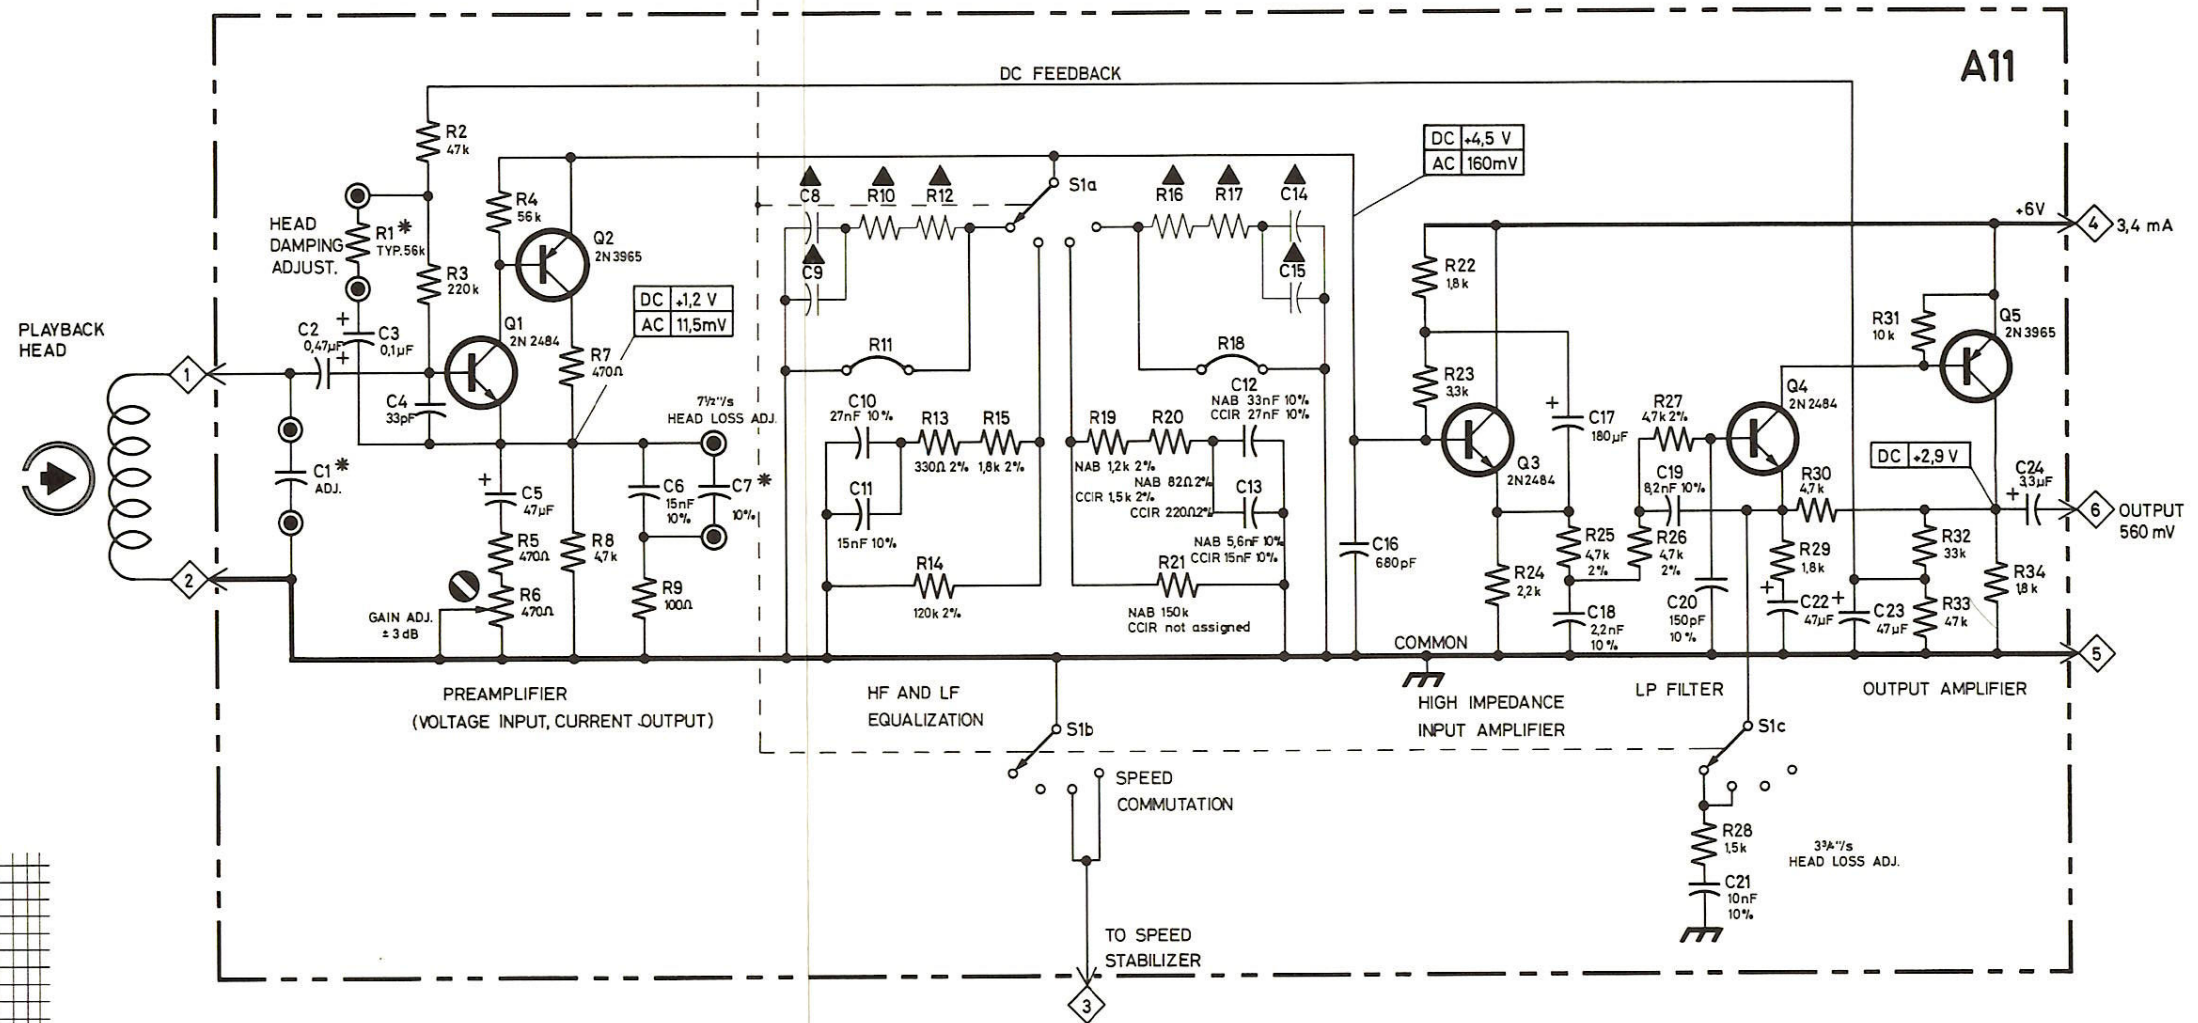 A11
DC FEEDBACK
PLAYBACK
HEAD
1
2
C1 *
ADJ.
C2
0,47µF
+
HEAD
DAMPING
ADJUST.
R1 *
TYP. 56k
R2
47k
R3
220k
+
C3
0,1µF
C4
33pF
R4
56k
Q1
2N 2484
Q2
2N 3965
R7
470Ω
DC +1,2 V
AC 11,5mV
+
C5
47µF
R5
470Ω
R6
470Ω
GAIN ADJ.
± 3 dB
R8
4,7k
7½"/s
HEAD LOSS ADJ.
C6
15nF
10%
C7 *
10%
R9
100Ω
PREAMPLIFIER
(VOLTAGE INPUT, CURRENT OUTPUT)
C8
R10
R12
C9
S1a
R11
C10
27nF 10%
R13
330Ω 2%
R15
1,8k 2%
C11
15nF 10%
R14
120k 2%
HF AND LF
EQUALIZATION
R16
R17
C14
C15
R18
C12
NAB 33nF 10%
CCIR 27nF 10%
R19
NAB 1,2k 2%
CCIR 1,5k 2%
R20
NAB 82Ω 2%
CCIR 220Ω 2%
C13
NAB 5,6nF 10%
CCIR 15nF 10%
R21
NAB 150k
CCIR not assigned
S1b
SPEED
COMMUTATION
TO SPEED
STABILIZER
3
DC +4,5 V
AC 160mV
C16
680pF
COMMON
R22
1,8k
R23
3,3k
Q3
2N2484
R24
2,2k
+
C17
180µF
R25
4,7k
2%
C18
2,2nF
10%
HIGH IMPEDANCE
INPUT AMPLIFIER
R27
4,7k 2%
C19
8,2nF 10%
R26
4,7k
2%
C20
150pF
10%
LP FILTER
Q4
2N 2484
R30
4,7k
R29
1,8k
+
C22
47µF
+
C23
47µF
R31
10k
Q5
2N 3965
DC +2,9 V
R32
33k
R33
47k
R34
1,8k
C24
3,3µF
+
+6V
4
3,4 mA
6
OUTPUT
560 mV
5
OUTPUT AMPLIFIER
S1c
R28
1,5k
C21
10nF
10%
3¾"/s
HEAD LOSS ADJ.